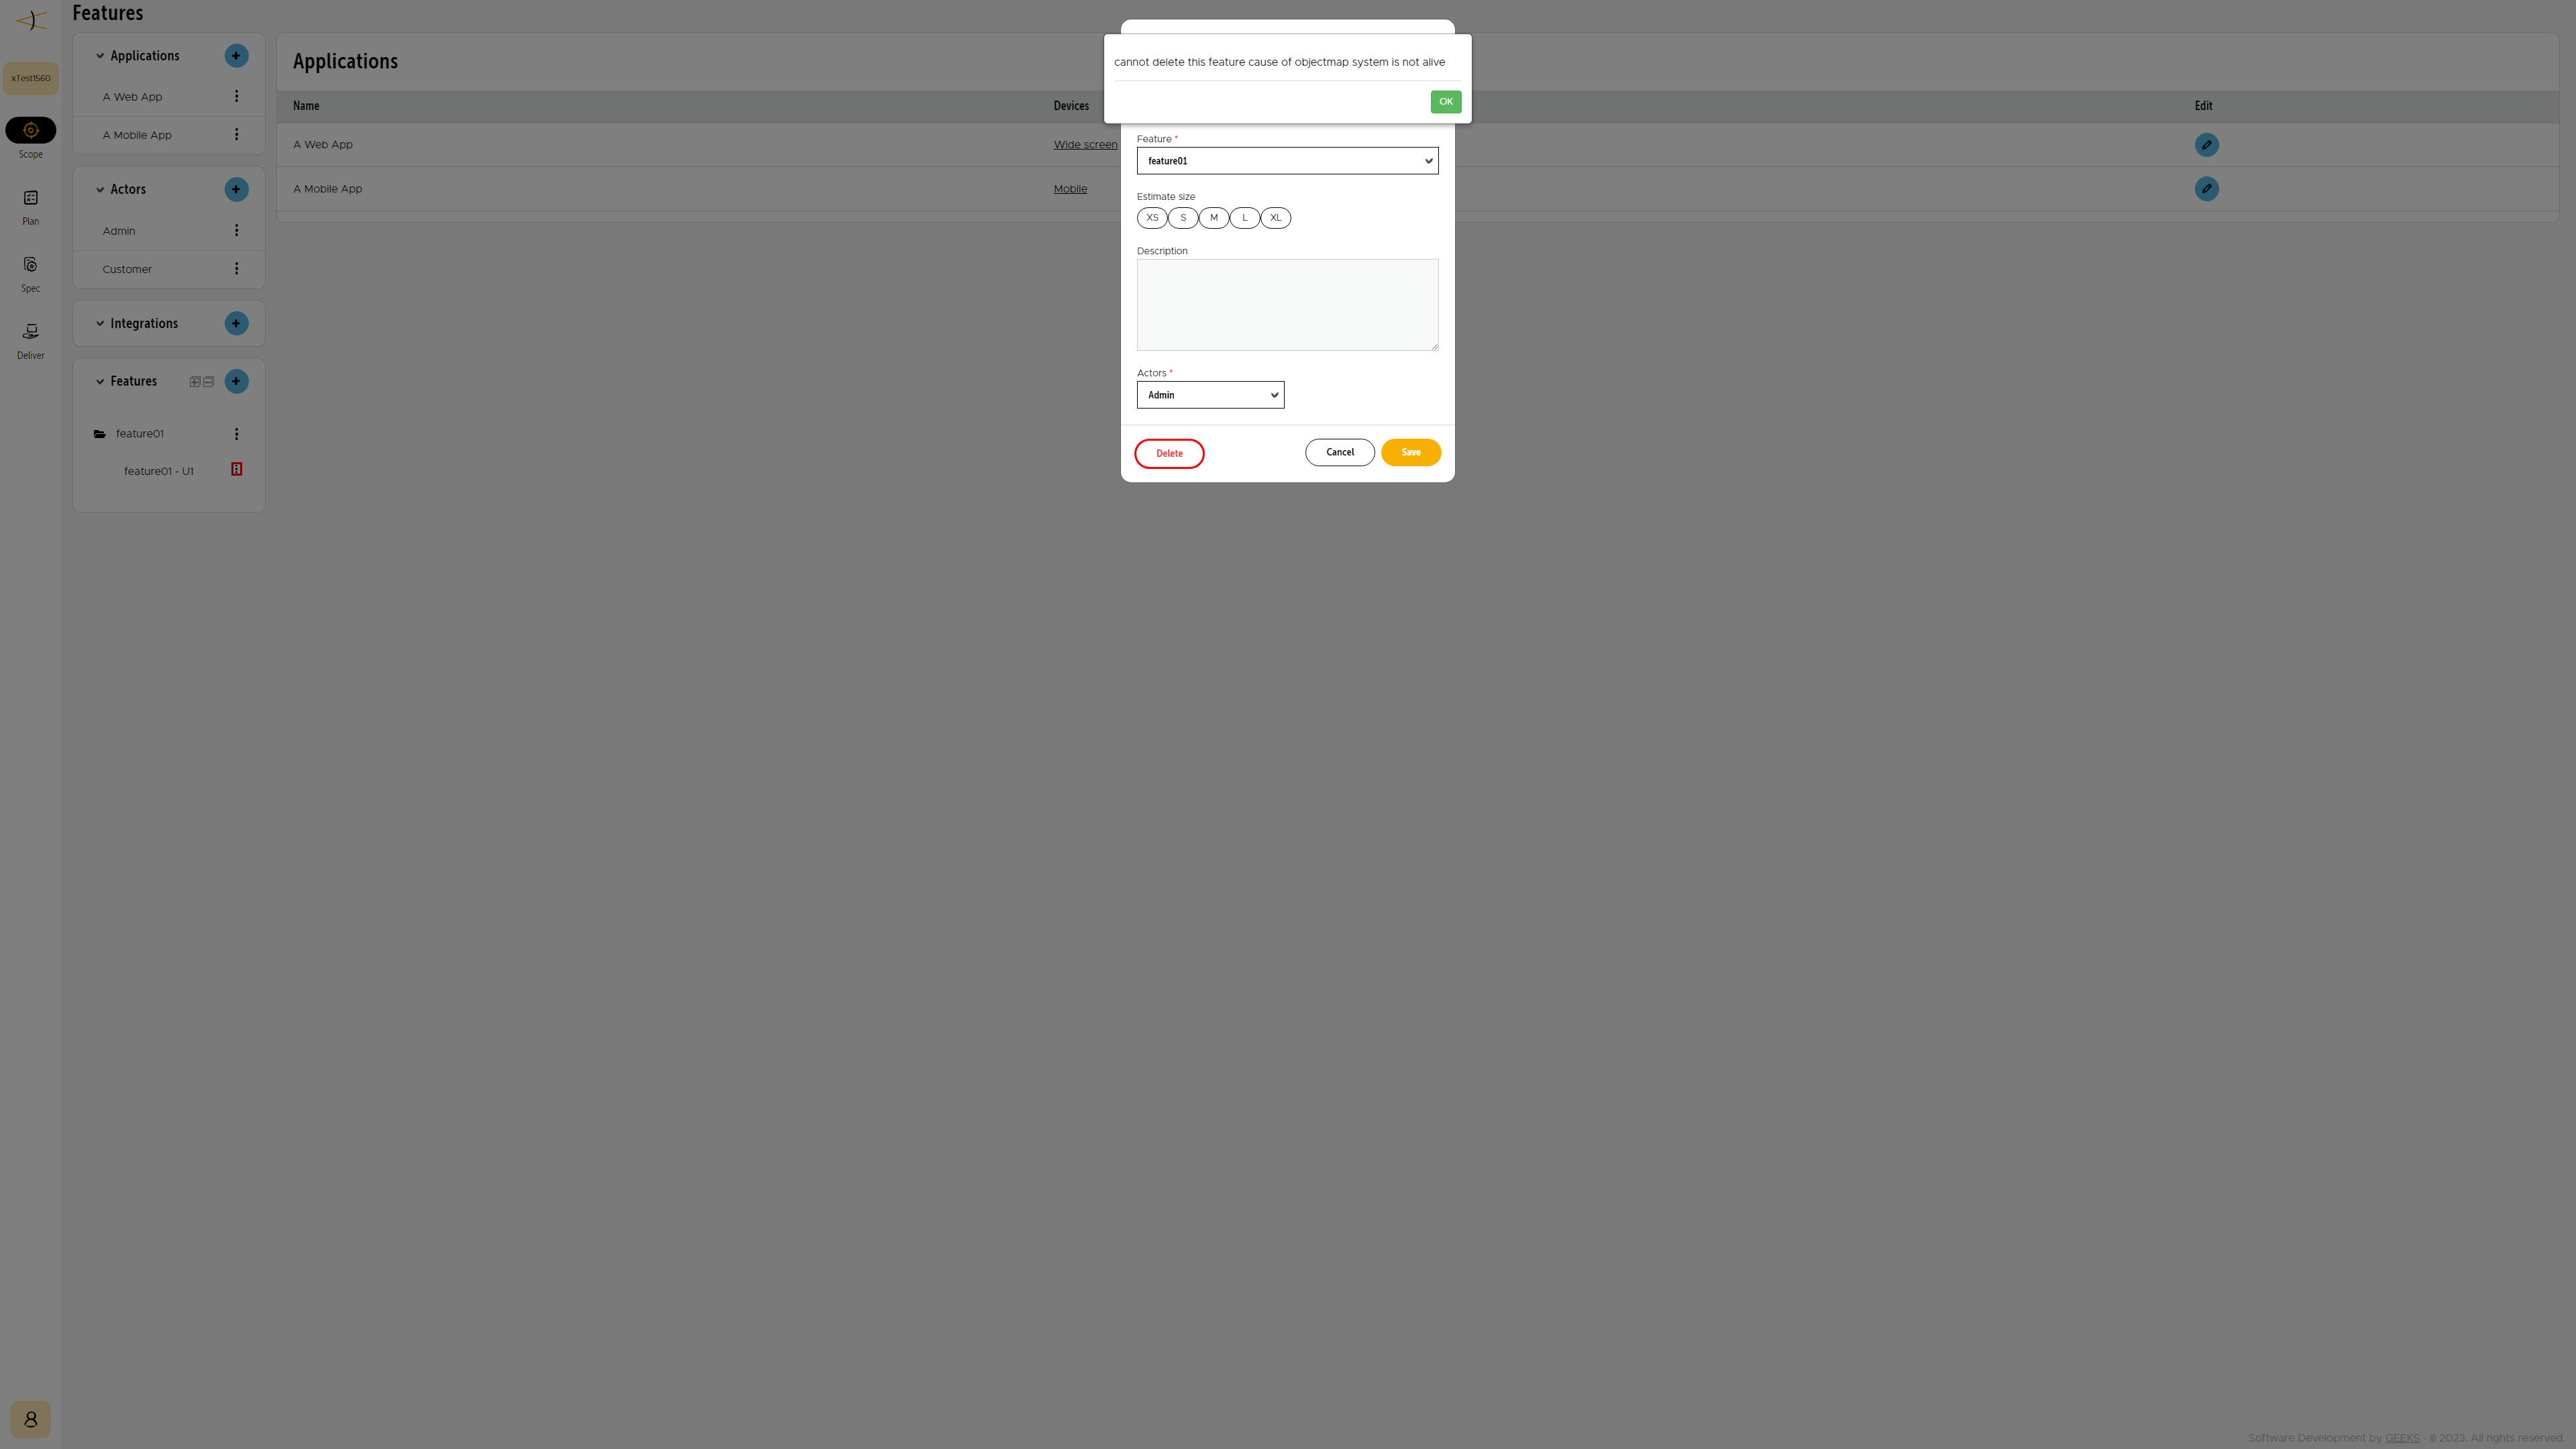 Features
xTest1560
Scope
Plan
Spec
Deliver
Applications
A Web App
A Mobile App
Actors
Admin
Customer
Integrations
Features
feature01
feature01 - U1
Applications
Name Devices Edit
A Web App Wide screen
A Mobile App Mobile
cannot delete this feature cause of objectmap system is not alive
OK
Feature *
feature01
Estimate size
XS S M L XL
Description
Actors *
Admin
Delete Cancel Save
Software Development by GEEKS - © 2023. All rights reserved.